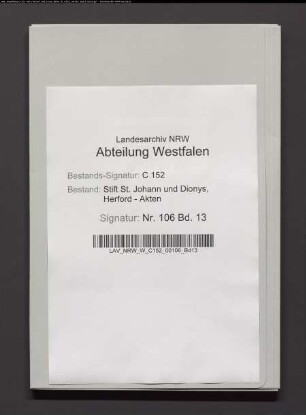 Landesarchiv NRW
Abteilung Westfalen
Bestands-Signatur: C 152
Bestand: Stift St. Johann und Dionys,
Herford - Akten
Signatur: Nr. 106 Bd. 13
LAV_NRW_W_C152_00106_Bd13